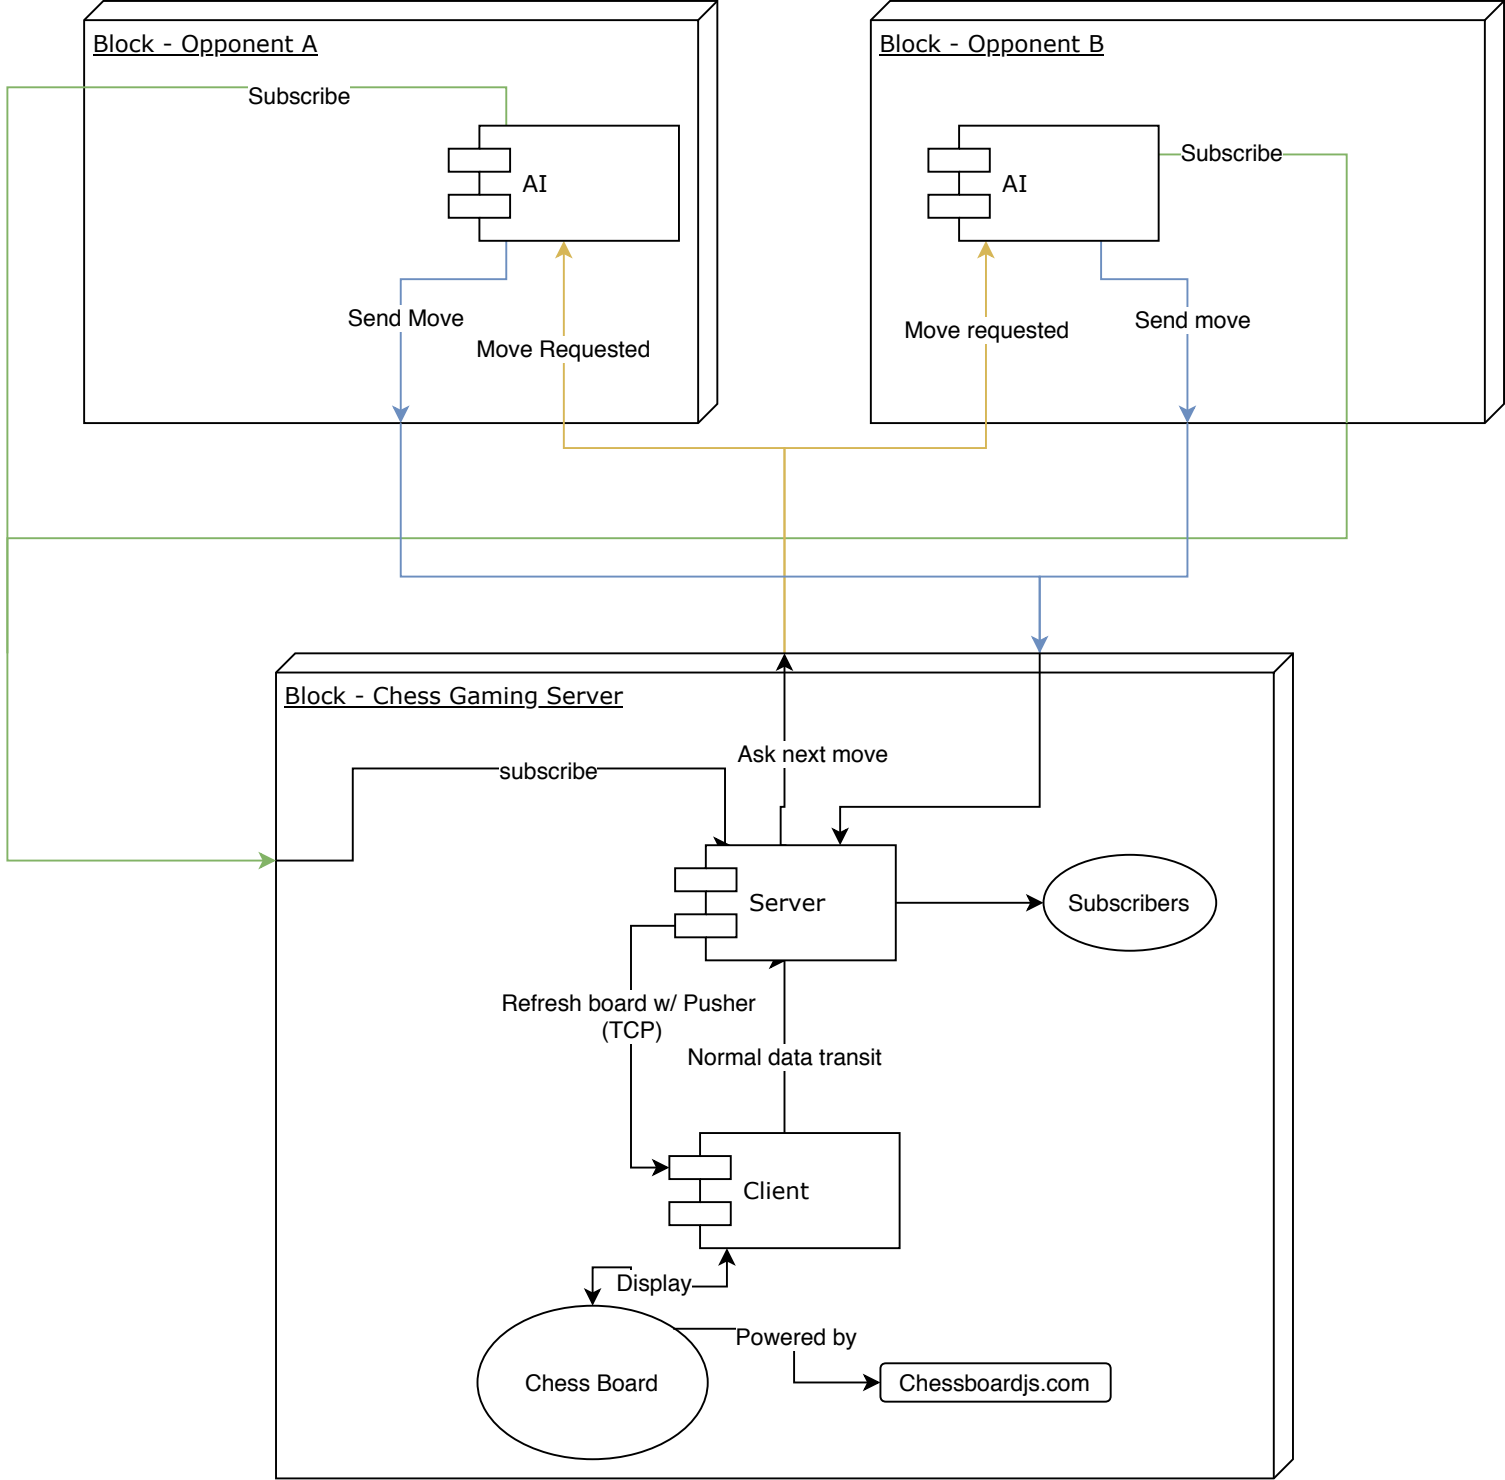 Block - Opponent A
Block - Opponent B
Subscribe
Subscribe
AI
AI
Send Move
Move Requested
Move requested
Send move
Block - Chess Gaming Server
Ask next move
subscribe
Server
Subscribers
Refresh board w/ Pusher
(TCP)
Normal data transit
Client
Display
Powered by
Chess Board
Chessboardjs.com